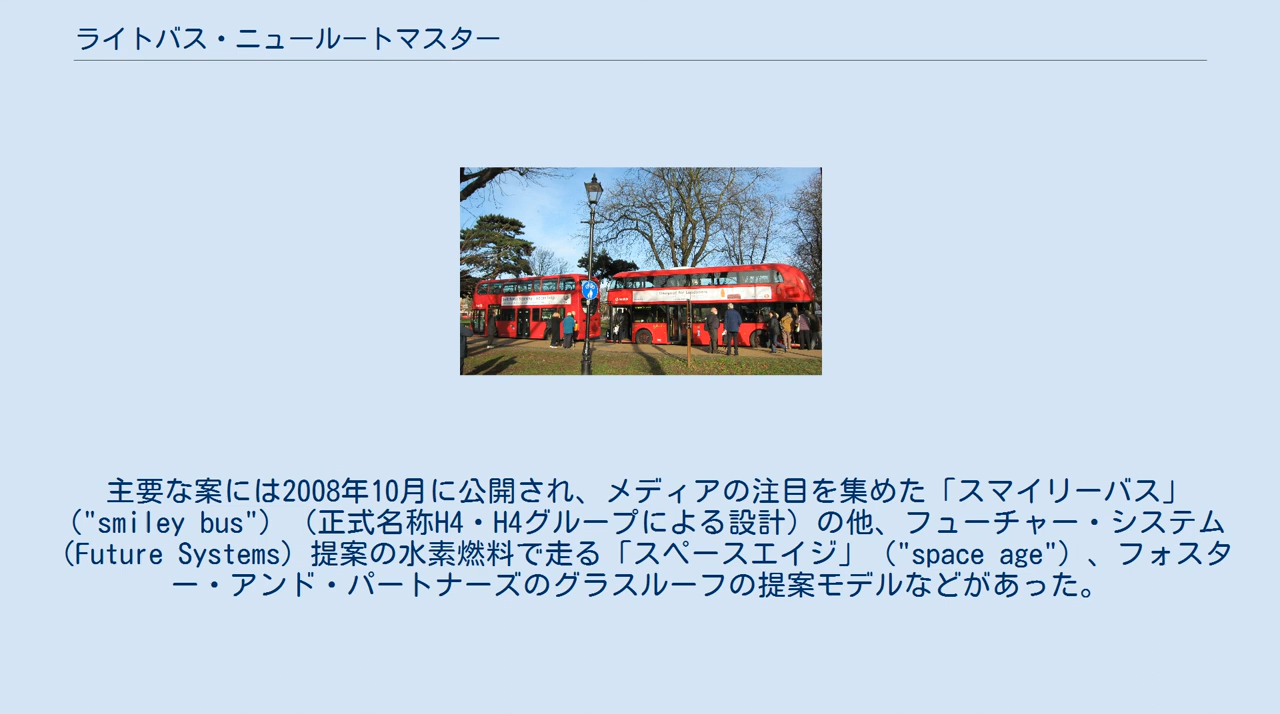 ライトバス・ニュールートマスター
主要な案には2008年10月に公開され、メディアの注目を集めた「スマイリーバス」
("smiley bus") (正式名称H4・H4グループによる設計) の他、フューチャー・システム
(Future Systems) 提案の水素燃料で走る「スペースエイジ」 ("space age") 、フォスタ
ー・アンド・パートナーズのグラスルーフの提案モデルなどがあった。